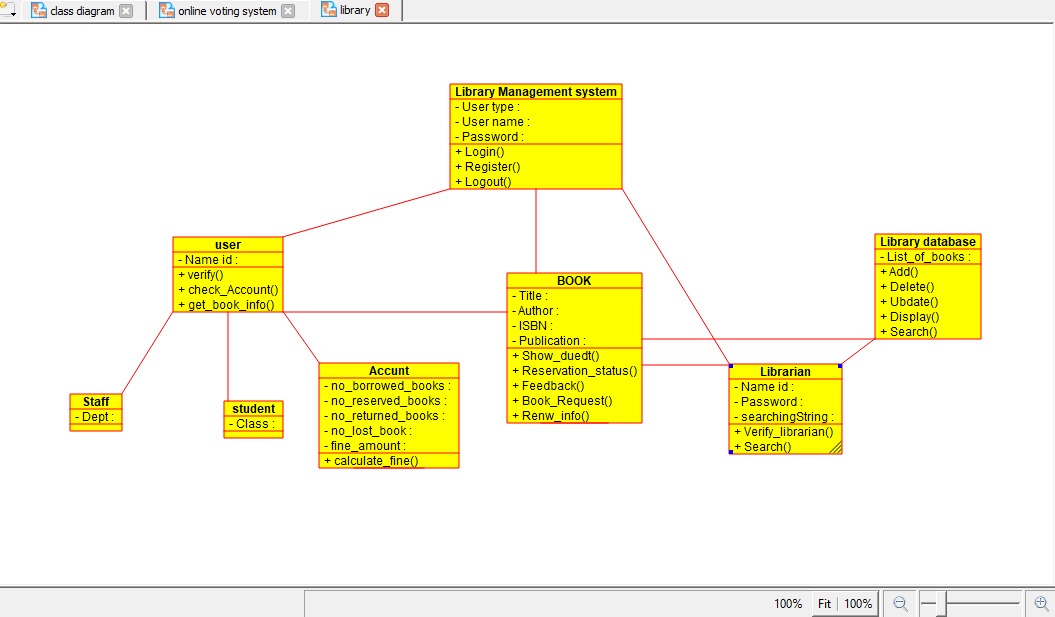 class diagram
online voting system
library
Library Management system
- User type :
- User name :
- Password :
+ Login()
+ Register()
+ Logout()
user
- Name id :
+ verify()
+ check_Account()
+ get_book_info()
BOOK
- Title :
- Author :
- ISBN :
- Publication :
+ Show_duedt()
+ Reservation_status()
+ Feedback()
+ Book_Request()
+ Renw_info()
Library database
- List_of_books :
+ Add()
+ Delete()
+ Ubdate()
+ Display()
+ Search()
Staff
- Dept :
student
- Class :
Accunt
- no_borrowed_books :
- no_reserved_books :
- no_returned_books :
- no_lost_book :
- fine_amount :
+ calculate_fine()
Librarian
- Name id :
- Password :
- searchingString :
+ Verify_librarian()
+ Search()
100% Fit 100%